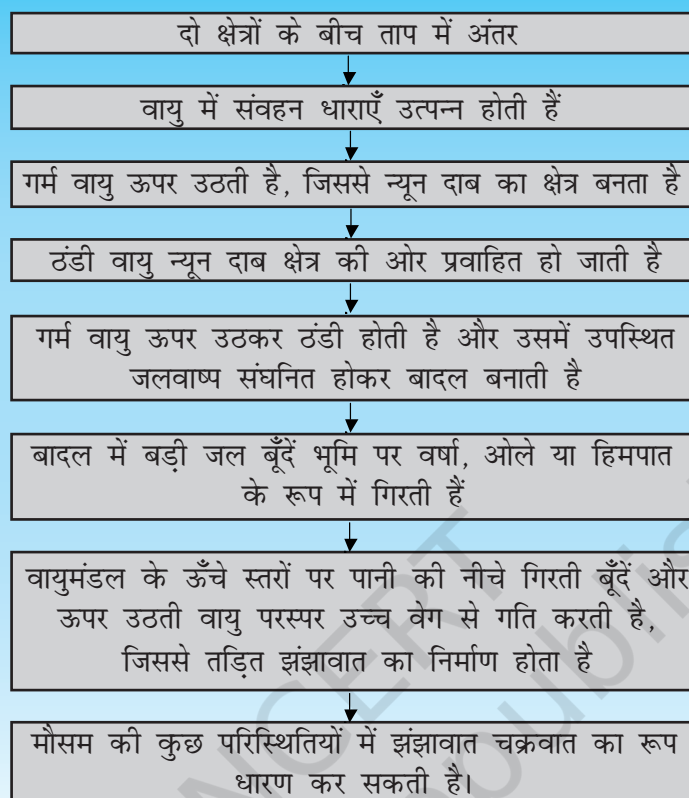 दो क्षेत्रों के बीच ताप में अंतर
वायु में संवहन धाराएँ उत्पन्न होती हैं
गर्म वायु ऊपर उठती है, जिससे न्यून दाब का क्षेत्र बनता है
ठंडी वायु न्यून दाब क्षेत्र की ओर प्रवाहित हो जाती है
गर्म वायु ऊपर उठकर ठंडी होती है और उसमें उपस्थित
जलवाष्प संघनित होकर बादल बनाती है
बादल में बड़ी जल बूँदें भूमि पर वर्षा, ओले या हिमपात
के रूप में गिरती हैं
वायुमंडल के ऊँचे स्तरों पर पानी की नीचे गिरती बूँदें और
ऊपर उठती वायु परस्पर उच्च वेग से गति करती है,
जिससे तड़ित झंझावात का निर्माण होता है
मौसम की कुछ परिस्थितियों में झंझावात चक्रवात का रूप
धारण कर सकती है।
NCERT
republis